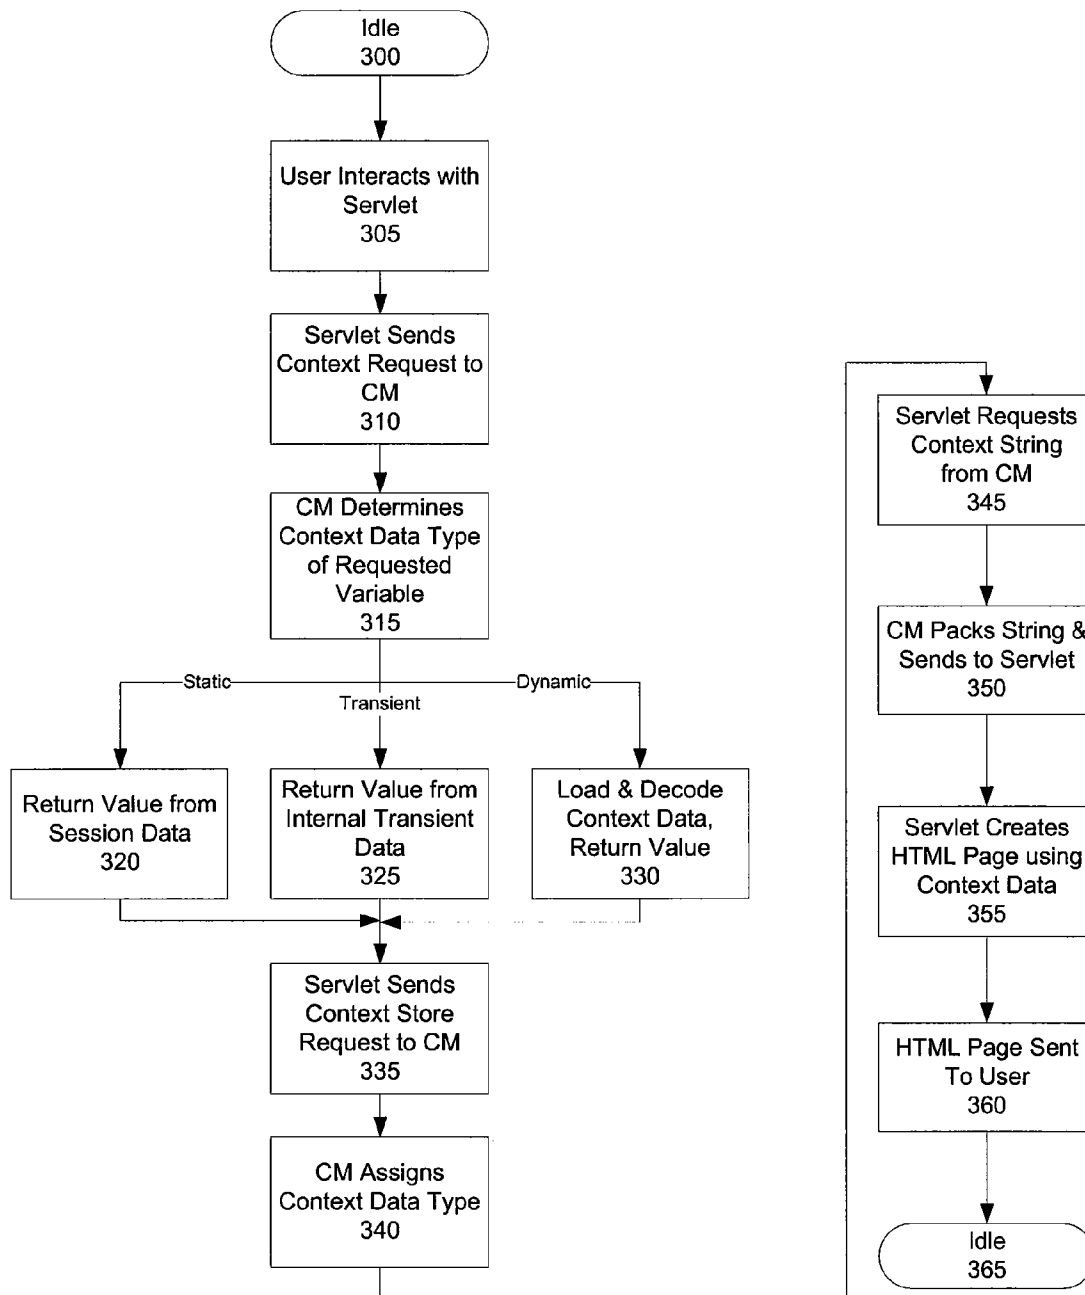 Idle
300
User Interacts with
Servlet
305
Servlet Sends
Context Request to
CM
310
CM Determines
Context Data Type
of Requested
Variable
315
Static
Transient
Dynamic
Return Value from
Session Data
320
Return Value from
Internal Transient
Data
325
Load & Decode
Context Data,
Return Value
330
Servlet Sends
Context Store
Request to CM
335
CM Assigns
Context Data Type
340
Servlet Requests
Context String
from CM
345
CM Packs String &
Sends to Servlet
350
Servlet Creates
HTML Page using
Context Data
355
HTML Page Sent
To User
360
Idle
365